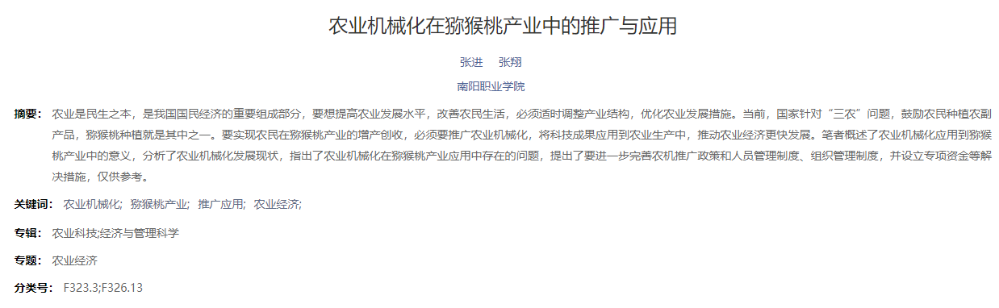 农业机械化在猕猴桃产业中的推广与应用
张进 张翔
南阳职业学院
摘要： 农业是民生之本，是我国国民经济的重要组成部分，要想提高农业发展水平，改善农民生活，必须适时调整产业结构，优化农业发展措施。当前，国家针对“三农”问题，鼓励农民种植农副
产品，猕猴桃种植就是其中之一。要实现农民在猕猴桃产业的增产创收，必须要推广农业机械化，将科技成果应用到农业生产中，推动农业经济更快发展。笔者概述了农业机械化应用到猕猴
桃产业中的意义，分析了农业机械化发展现状，指出了农业机械化在猕猴桃产业应用中存在的问题，提出了要进一步完善农机推广政策和人员管理制度、组织管理制度，并设立专项资金等解
决措施，仅供参考。
关键词： 农业机械化; 猕猴桃产业; 推广应用; 农业经济;
专辑： 农业科技;经济与管理科学
专题： 农业经济
分类号： F323.3;F326.13